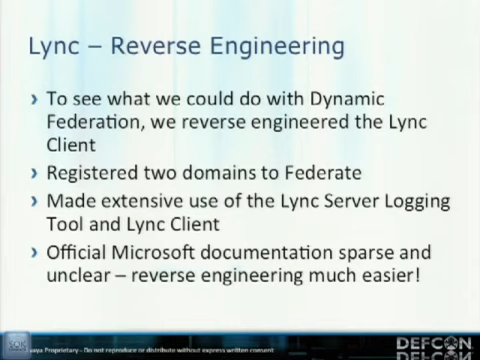 Lync – Reverse Engineering
› To see what we could do with Dynamic
Federation, we reverse engineered the Lync
Client
› Registered two domains to Federate
› Made extensive use of the Lync Server Logging
Tool and Lync Client
› Official Microsoft documentation sparse and
unclear – reverse engineering much easier!
Proprietary - Do not reproduce or distribute without express written consent.
DEFCON